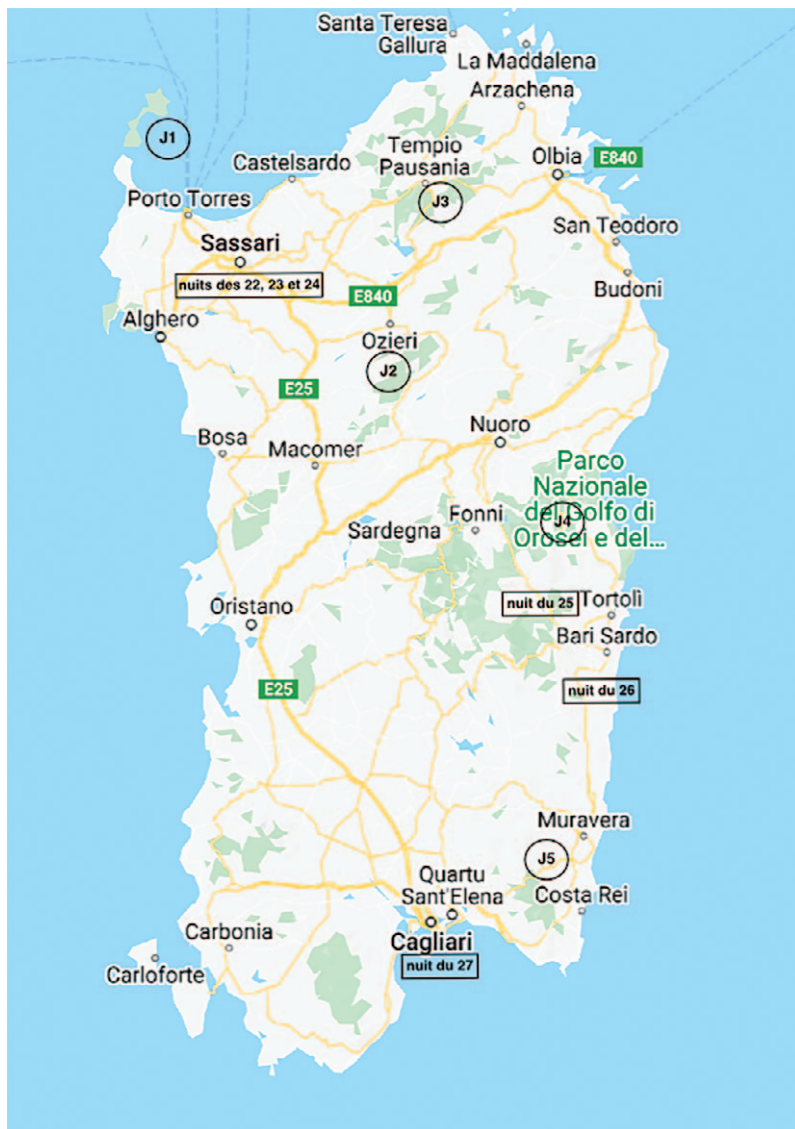 Santa Teresa
Gallura
La Maddalena
Arzachena
J1
Tempio
Pausania
Olbia
E840
Castelsardo
J3
Porto Torres
San Teodoro
Sassari
nuits des 22, 23 et 24
E840
Budoni
Alghero
Ozieri
J2
E25
Nuoro
Bosa
Macomer
Parco
Nazionale
del Golfo di
Orosei e del...
J4
Fonni
Sardegna
nuit du 25
Tortolì
Oristano
Bari Sardo
E25
nuit du 26
Muravera
J5
Quartu
Sant'Elena
Costa Rei
Cagliari
Carbonia
nuit du 27
Carloforte